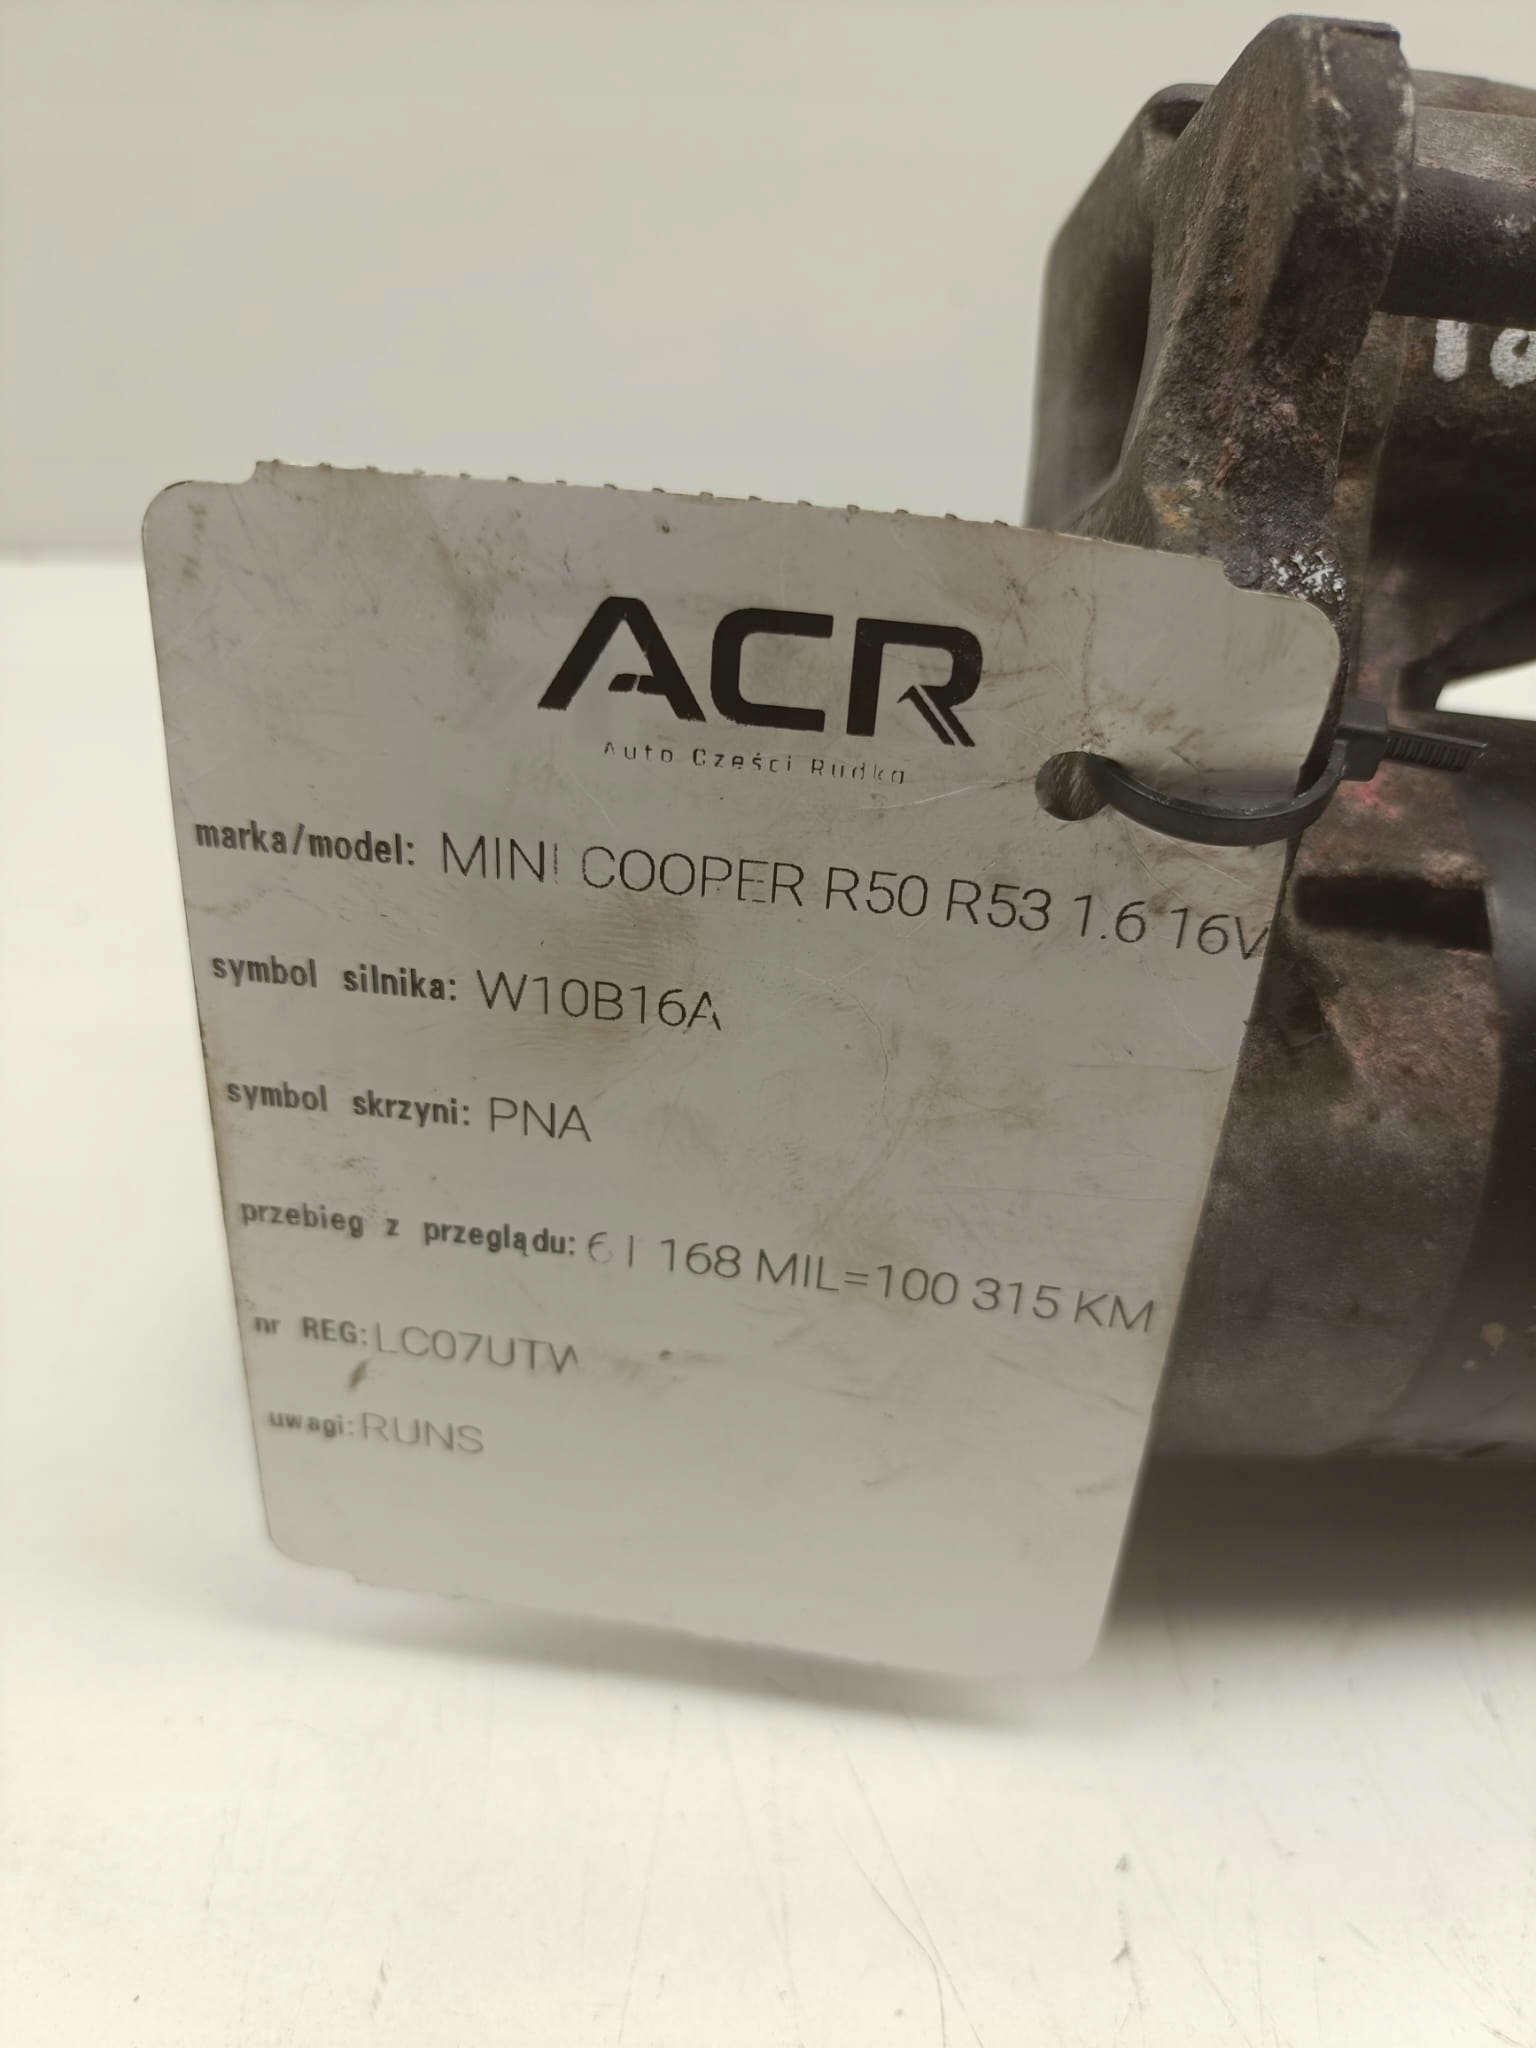 ACR
Auto Części Rudka
marka/model: MINI COOPER R50 R53 1.6 16V
symbol silnika: W10B16A
symbol skrzyni: PNA
przebieg z przeglądu: 61 168 MIL=100 315 KM
nr REG: LC07UTW
uwagi: RUNS